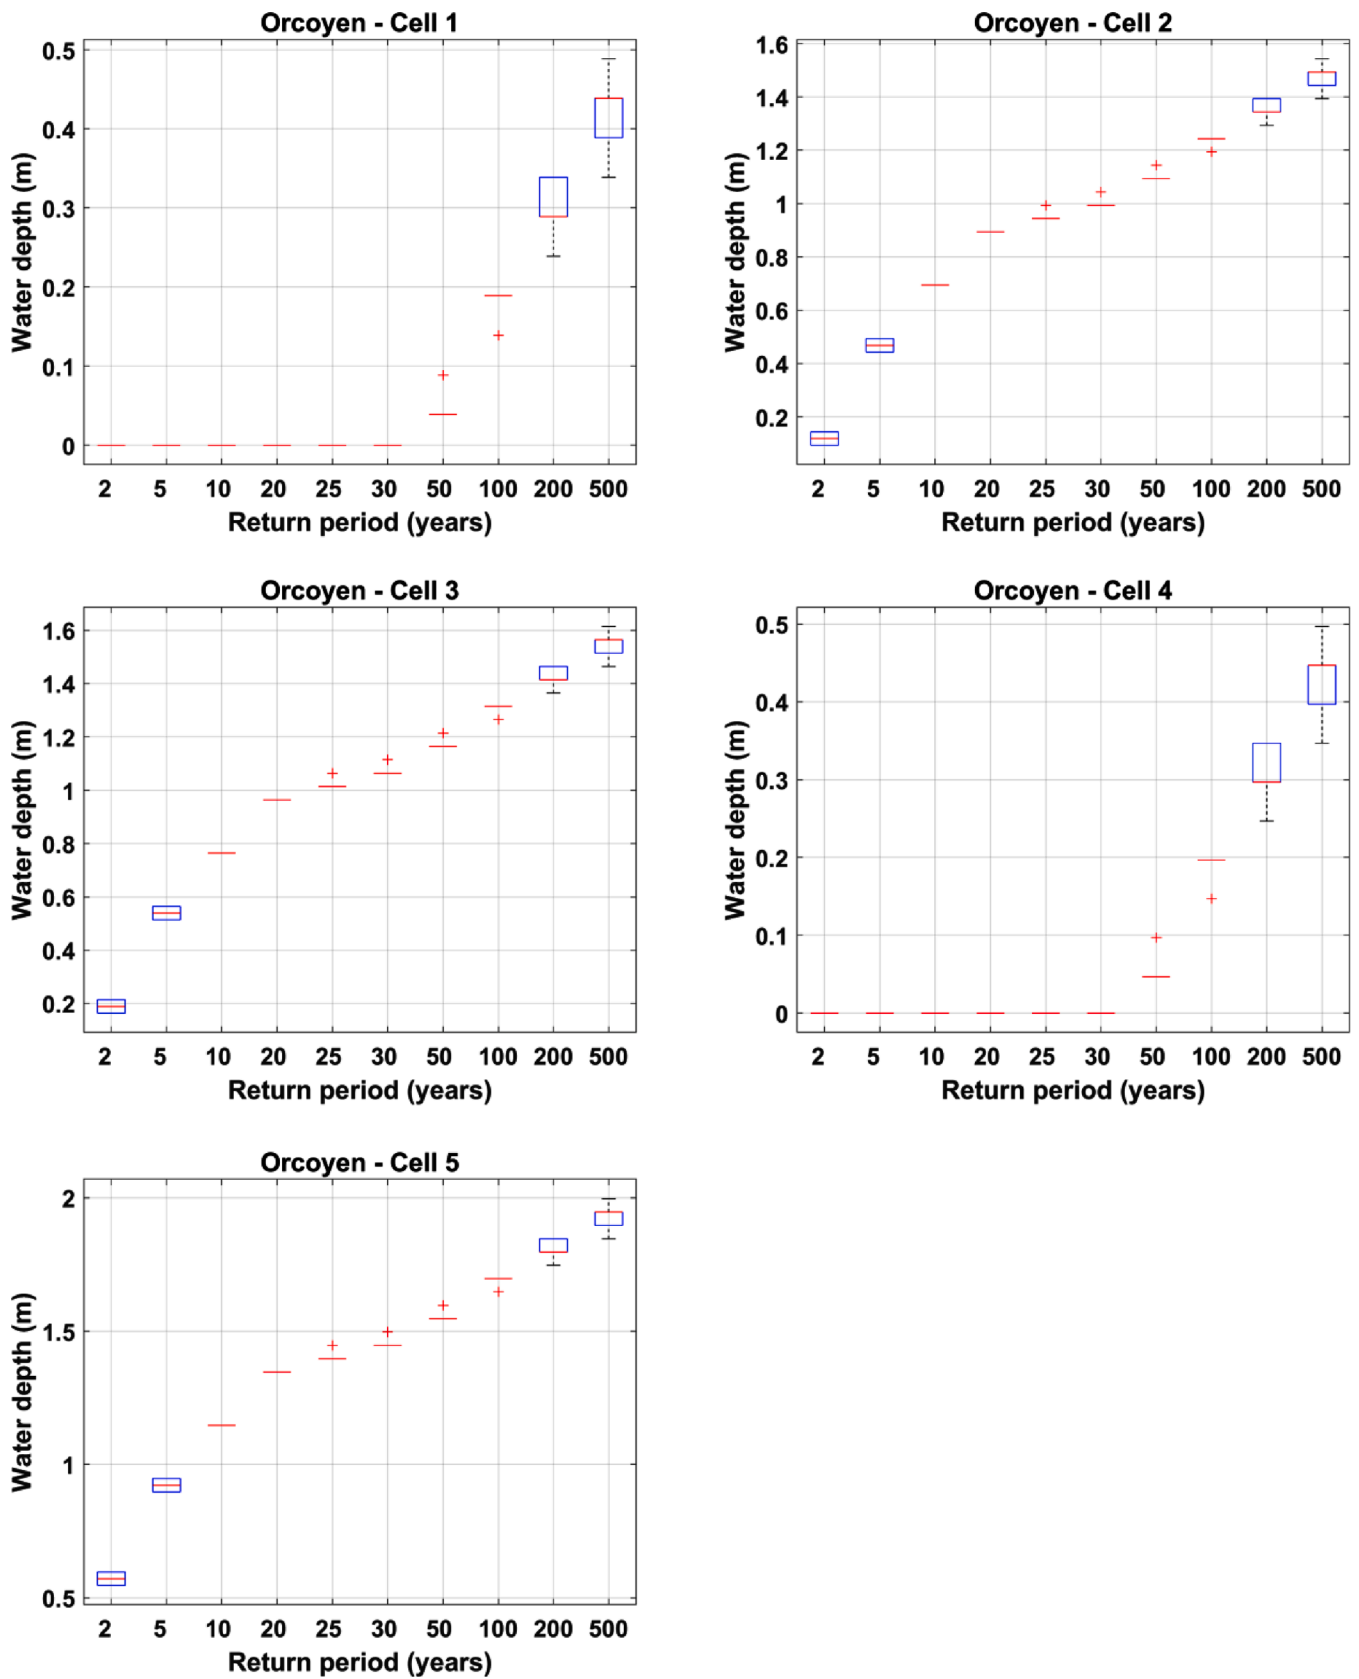 Orcoyen - Cell 1
0.5
0.4
0.3
0.2
0.1
0
Water depth (m)
2 5 10 20 25 30 50 100 200 500
Return period (years)
Orcoyen - Cell 2
1.6
1.4
1.2
1
0.8
0.6
0.4
0.2
Water depth (m)
2 5 10 20 25 30 50 100 200 500
Return period (years)
Orcoyen - Cell 3
1.6
1.4
1.2
1
0.8
0.6
0.4
0.2
Water depth (m)
2 5 10 20 25 30 50 100 200 500
Return period (years)
Orcoyen - Cell 4
0.5
0.4
0.3
0.2
0.1
0
Water depth (m)
2 5 10 20 25 30 50 100 200 500
Return period (years)
Orcoyen - Cell 5
2
1.5
1
0.5
Water depth (m)
2 5 10 20 25 30 50 100 200 500
Return period (years)